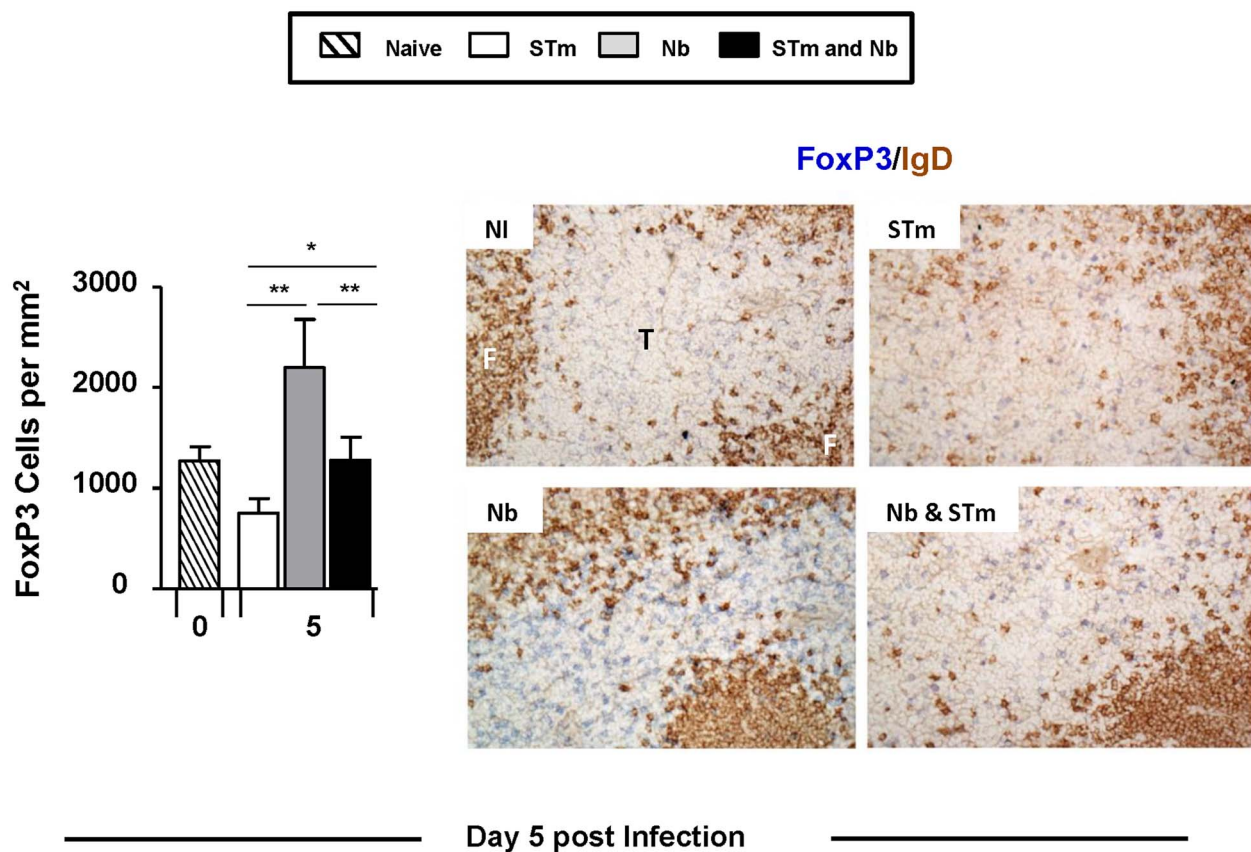 Naive STm Nb STm and Nb
FoxP3/IgD
FoxP3 Cells per mm²
3000
2000
1000
0
*
** **
0 5
NI
F
T
F
STm
Nb
Nb & STm
Day 5 post Infection